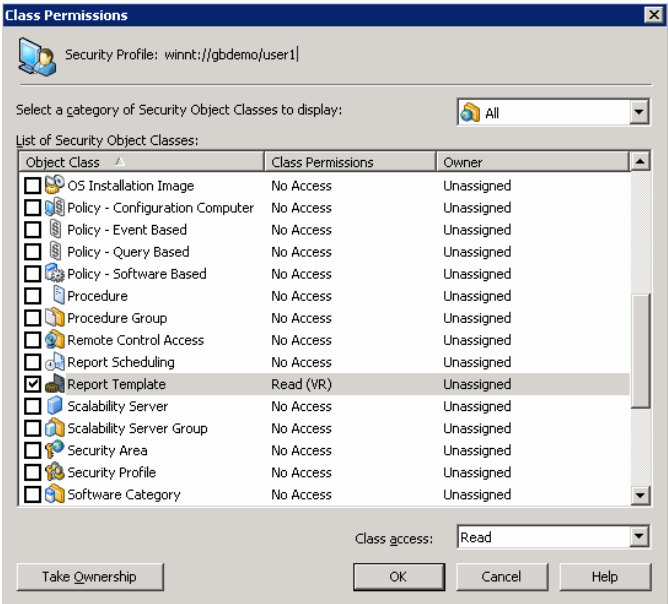 Class Permissions
Security Profile: winnt://gbdemo/user1
Select a category of Security Object Classes to display: All
List of Security Object Classes:
Object Class Class Permissions Owner
OS Installation Image No Access Unassigned
Policy - Configuration Computer No Access Unassigned
Policy - Event Based No Access Unassigned
Policy - Query Based No Access Unassigned
Policy - Software Based No Access Unassigned
Procedure No Access Unassigned
Procedure Group No Access Unassigned
Remote Control Access No Access Unassigned
Report Scheduling No Access Unassigned
Report Template Read (VR) Unassigned
Scalability Server No Access Unassigned
Scalability Server Group No Access Unassigned
Security Area No Access Unassigned
Security Profile No Access Unassigned
Software Category No Access Unassigned
Class access: Read
Take Ownership OK Cancel Help